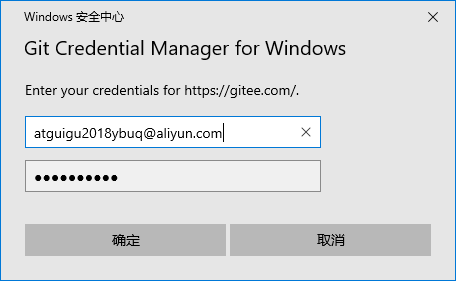 Windows 安全中心
Git Credential Manager for Windows
Enter your credentials for https://gitee.com/.
atguigu2018ybuq@aliyun.com
●●●●●●●●●●
确定
取消